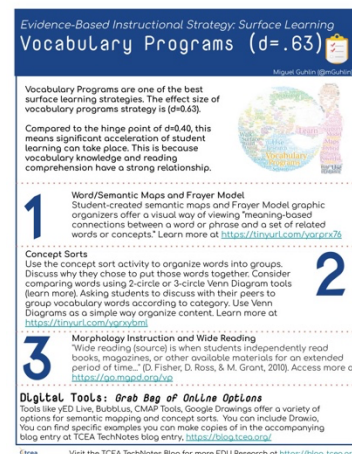 Evidence-Based Instructional Strategy: Surface Learning
Vocabulary Programs (d=.63)
Miguel Guhlin (@mGuhlin)
Vocabulary Programs are one of the best
surface learning strategies. The effect size of
vocabulary programs strategy is (d=0.63).
Compared to the hinge point of d=0.40, this
means significant acceleration of student
learning can take place. This is because
vocabulary knowledge and reading
comprehension have a strong relationship.
1
Word/Semantic Maps and Frayer Model
Student-created semantic maps and Frayer Model graphic
organizers offer a visual way of viewing "meaning-based
connections between a word or phrase and a set of related
words or concepts." Learn more at https://tinyurl.com/yarprx76
Concept Sorts
Use the concept sort activity to organize words into groups.
Discuss why they chose to put those words together. Consider
comparing words using 2-circle or 3-circle Venn Diagram tools
(learn more). Asking students to discuss with their peers to
group vocabulary words according to category. Use Venn
Diagrams as a simple way organize content. Learn more at
https://tinyurl.com/ygrxybml
2
3
Morphology Instruction and Wide Reading
"Wide reading (source) is when students independently read
books, magazines, or other available materials for an extended
period of time..." (D. Fisher, D. Ross, & M. Grant, 2010). Access more a
https://go.mgpd.org/vp
Digital Tools: Grab Bag of Online Options
Tools like yED Live, BubblUs, CMAP Tools, Google Drawings offer a variety of
options for semantic mapping and concept sorts. You can include Drawio,
You can find specific examples you can make copies of in the accompanying
blog entry at TCEA TechNotes blog entry, https://blog.tcea.org/
tcea
Visit the TCEA TechNotes Blog for more EDU Research at https://blog.tcea.or